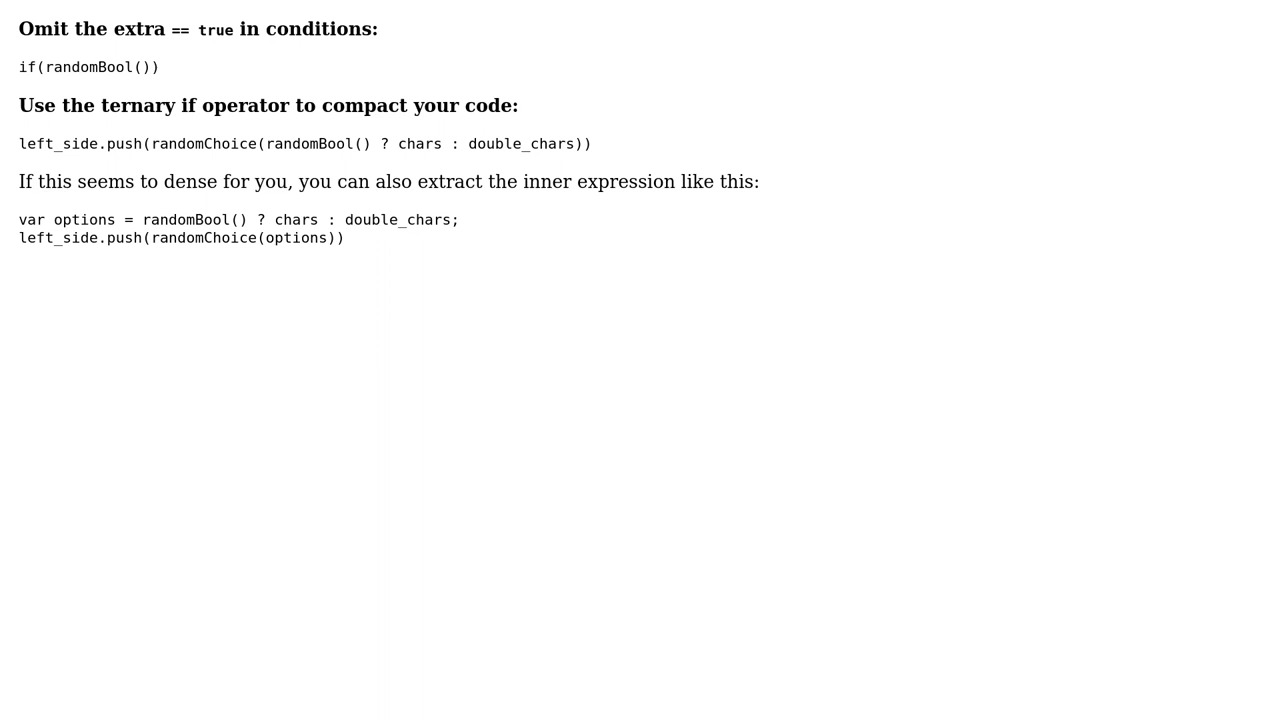 Omit the extra == true in conditions:
if(randomBool())
Use the ternary if operator to compact your code:
left_side.push(randomChoice(randomBool() ? chars : double_chars))
If this seems to dense for you, you can also extract the inner expression like this:
var options = randomBool() ? chars : double_chars;
left_side.push(randomChoice(options))